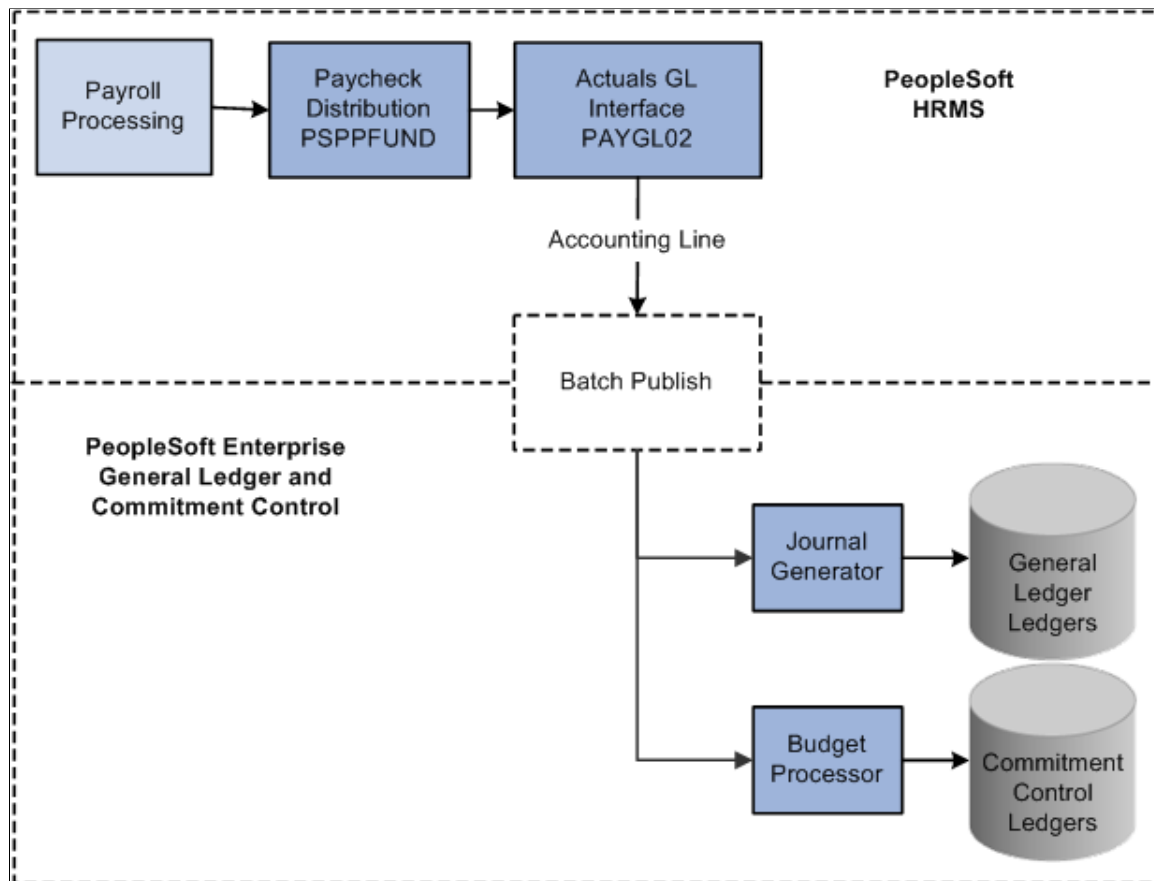 Payroll
Processing
Paycheck
Distribution
PSPPFUND
Actuals GL
Interface
PAYGL02
PeopleSoft
HRMS
Accounting Line
Batch Publish
PeopleSoft Enterprise
General Ledger and
Commitment Control
Journal
Generator
General
Ledger
Ledgers
Budget
Processor
Commitment
Control
Ledgers